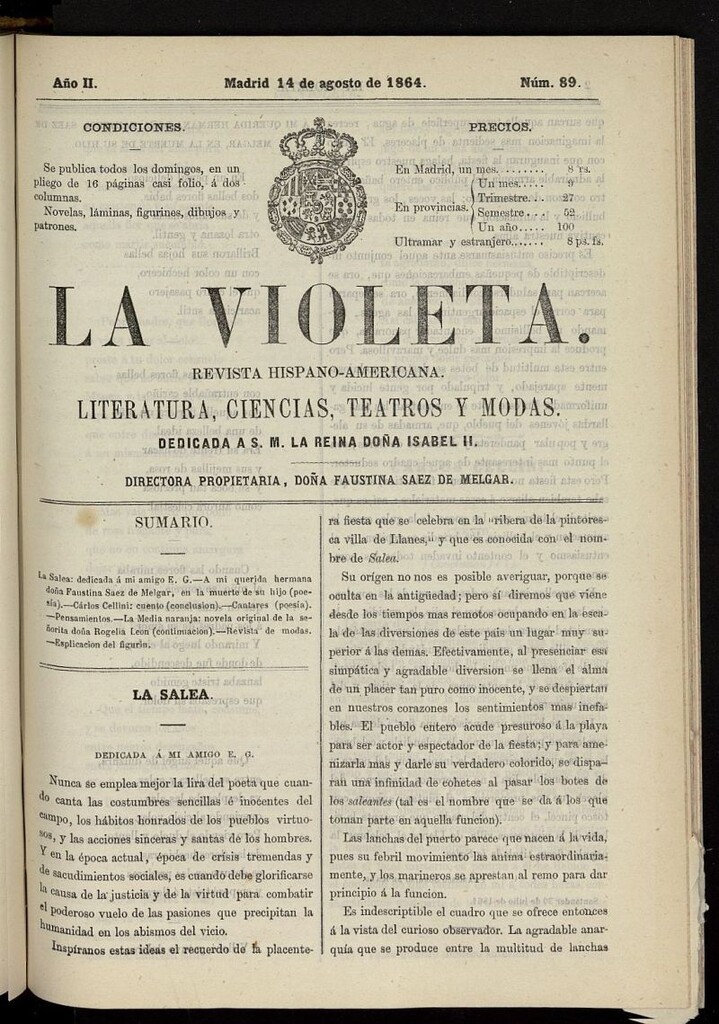 Año II.
Madrid 14 de agosto de 1864.
Núm. 89.
CONDICIONES.
Se publica todos los domingos, en un
pliego de 16 páginas casi folio, á dos
columnas.
Novelas, láminas, figurines, dibujos y
patrones.
PRECIOS.
En Madrid, un mes........ 8 rs.
En provincias.
Un mes..... 9
Trimestre... 27
Semestre... 52
Un año..... 100
Ultramar y estranjero...... 8 ps. fs.
LA VIOLETA.
REVISTA HISPANO-AMERICANA.
LITERATURA, CIENCIAS, TEATROS Y MODAS.
DEDICADA A S. M. LA REINA DOÑA ISABEL II.
DIRECTORA PROPIETARIA, DOÑA FAUSTINA SAEZ DE MELGAR.
SUMARIO.
La Salea: dedicada á mi amigo E. G.—A mi querida hermana
doña Faustina Saez de Melgar, en la muerte de su hijo (poe-
sía).—Cárlos Cellini: cuento (conclusion).—Cantares (poesía).
—Pensamientos.—La Media naranja: novela original de la se-
ñorita doña Rogelia Leon (continuacion).—Revista de modas.
—Esplicacion del figurin.
LA SALEA.
DEDICADA Á MI AMIGO E. G.
Nunca se emplea mejor la lira del poeta que cuan-
do canta las costumbres sencillas é inocentes del
campo, los hábitos honrados de los pueblos virtuo-
sos, y las acciones sinceras y santas de los hombres.
Y en la época actual, época de crísis tremendas y
de sacudimientos sociales, es cuando debe glorificarse
la causa de la justicia y de la virtud para combatir
el poderoso vuelo de las pasiones que precipitan la
humanidad en los abismos del vicio.
Inspíranos estas ideas el recuerdo de la placente-
ra fiesta que se celebra en la "ribera de la pintores-
ca villa de Llanes," y que es conocida con el nom-
bre de Salea.
Su orígen no nos es posible averiguar, porque se
oculta en la antigüedad; pero sí diremos que viene
desde los tiempos mas remotos ocupando en la esca-
la de las diversiones de este pais un lugar muy su-
perior á las demas. Efectivamente, al presenciar esa
simpática y agradable diversion se llena el alma
de un placer tan puro como inocente, y se despiertan
en nuestros corazones los sentimientos mas inefa-
bles. El pueblo entero acude presuroso á la playa
para ser actor y espectador de la fiesta; y para ame-
nizarla mas y darle su verdadero colorido, se dispa-
ran una infinidad de cohetes al pasar los botes de
los saleantes (tal es el nombre que se da á los que
toman parte en aquella funcion).
Las lanchas del puerto parece que nacen á la vida,
pues su febril movimiento las anima estraordinaria-
mente, y los marineros se aprestan al remo para dar
principio á la funcion.
Es indescriptible el cuadro que se ofrece entonces
á la vista del curioso observador. La agradable anar-
quía que se produce entre la multitud de lanchas